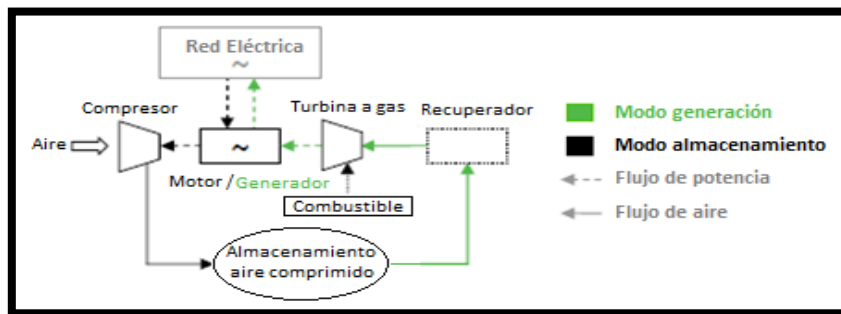 Red Eléctrica
~
Compresor
Turbina a gas
Recuperador
Aire
~
Motor / Generador
Combustible
Almacenamiento
aire comprimido
Modo generación
Modo almacenamiento
Flujo de potencia
Flujo de aire